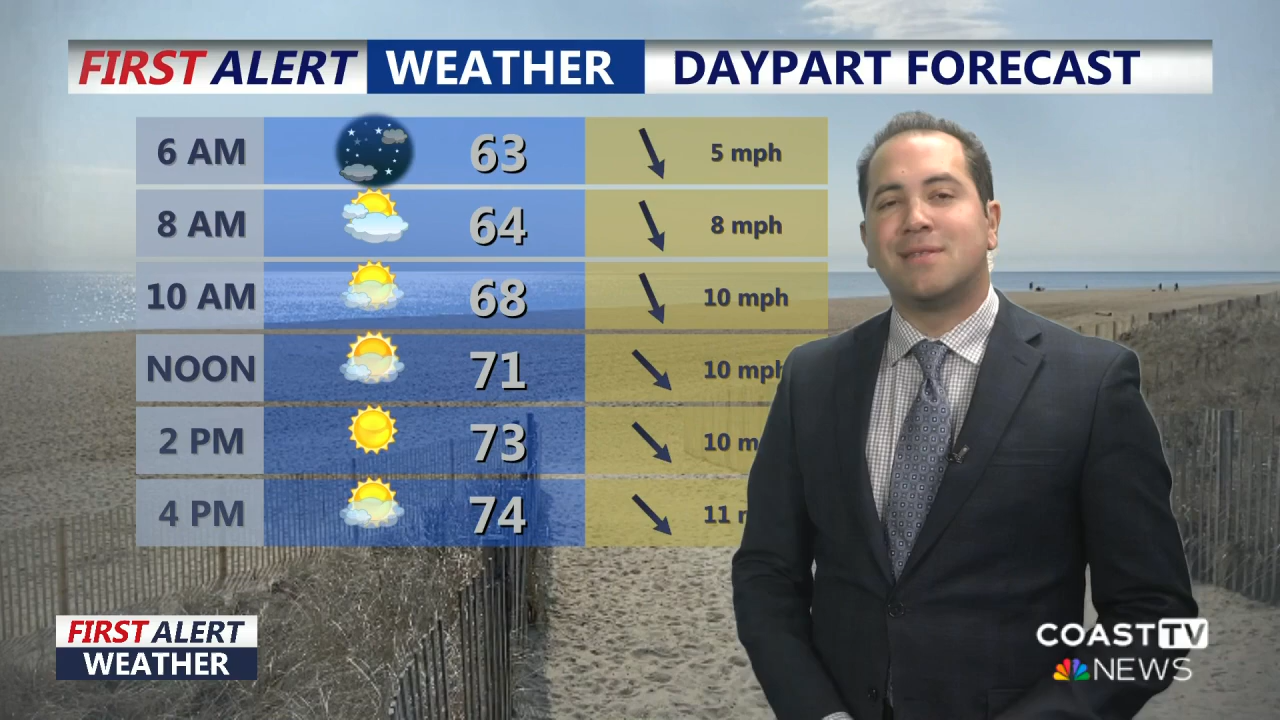 FIRST ALERT WEATHER DAYPART FORECAST
6 AM 63 5 mph
8 AM 64 8 mph
10 AM 68 10 mph
NOON 71 10 mph
2 PM 73 10 m
4 PM 74 11
FIRST ALERT
WEATHER
COAST TV
NEWS